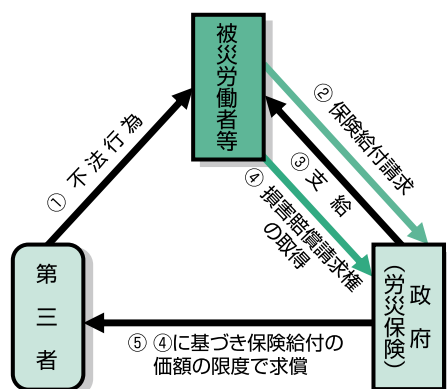 被災労働者等
① 不法行為
② 保険給付請求
③ 支給
④ 損害賠償請求権
の取得
第三者
政府
(労災保険)
⑤ ④に基づき保険給付の
価額の限度で求償